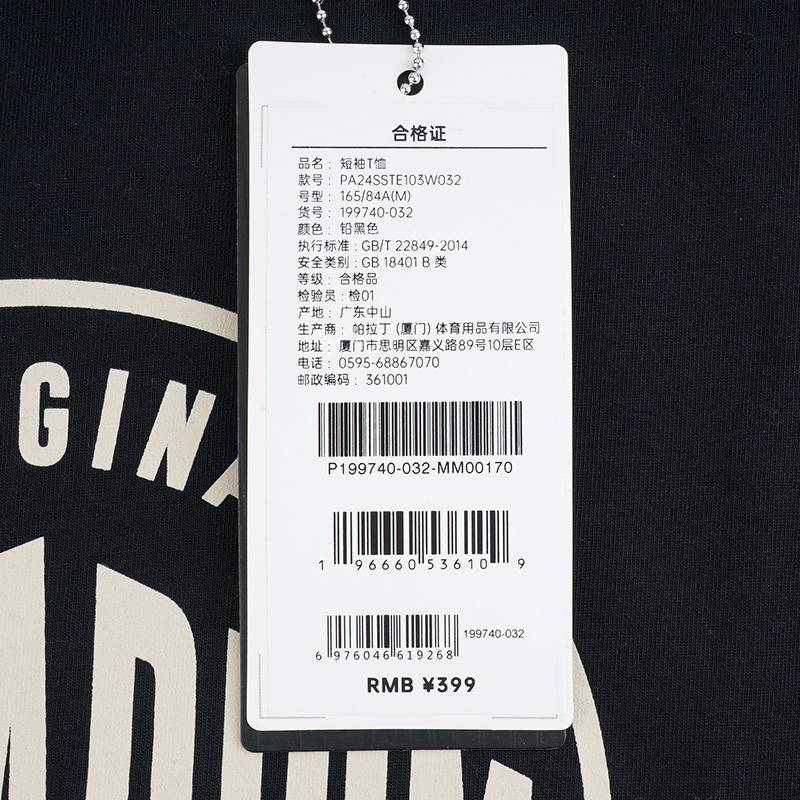 合格证
品名： 短袖T恤
款号： PA24SSTE103W032
号型： 165/84A(M)
货号： 199740-032
颜色： 铅黑色
执行标准：GB/T 22849-2014
安全类别：GB 18401 B 类
等级： 合格品
检验员：检01
产地： 广东中山
生产商： 帕拉丁 (厦门) 体育用品有限公司
地址： 厦门市思明区嘉义路89号10层E区
电话： 0595-68867070
邮政编码： 361001
P199740-032-MM00170
1 96660 53610 9
199740-032
6 976046 619268
RMB ¥399
GINA